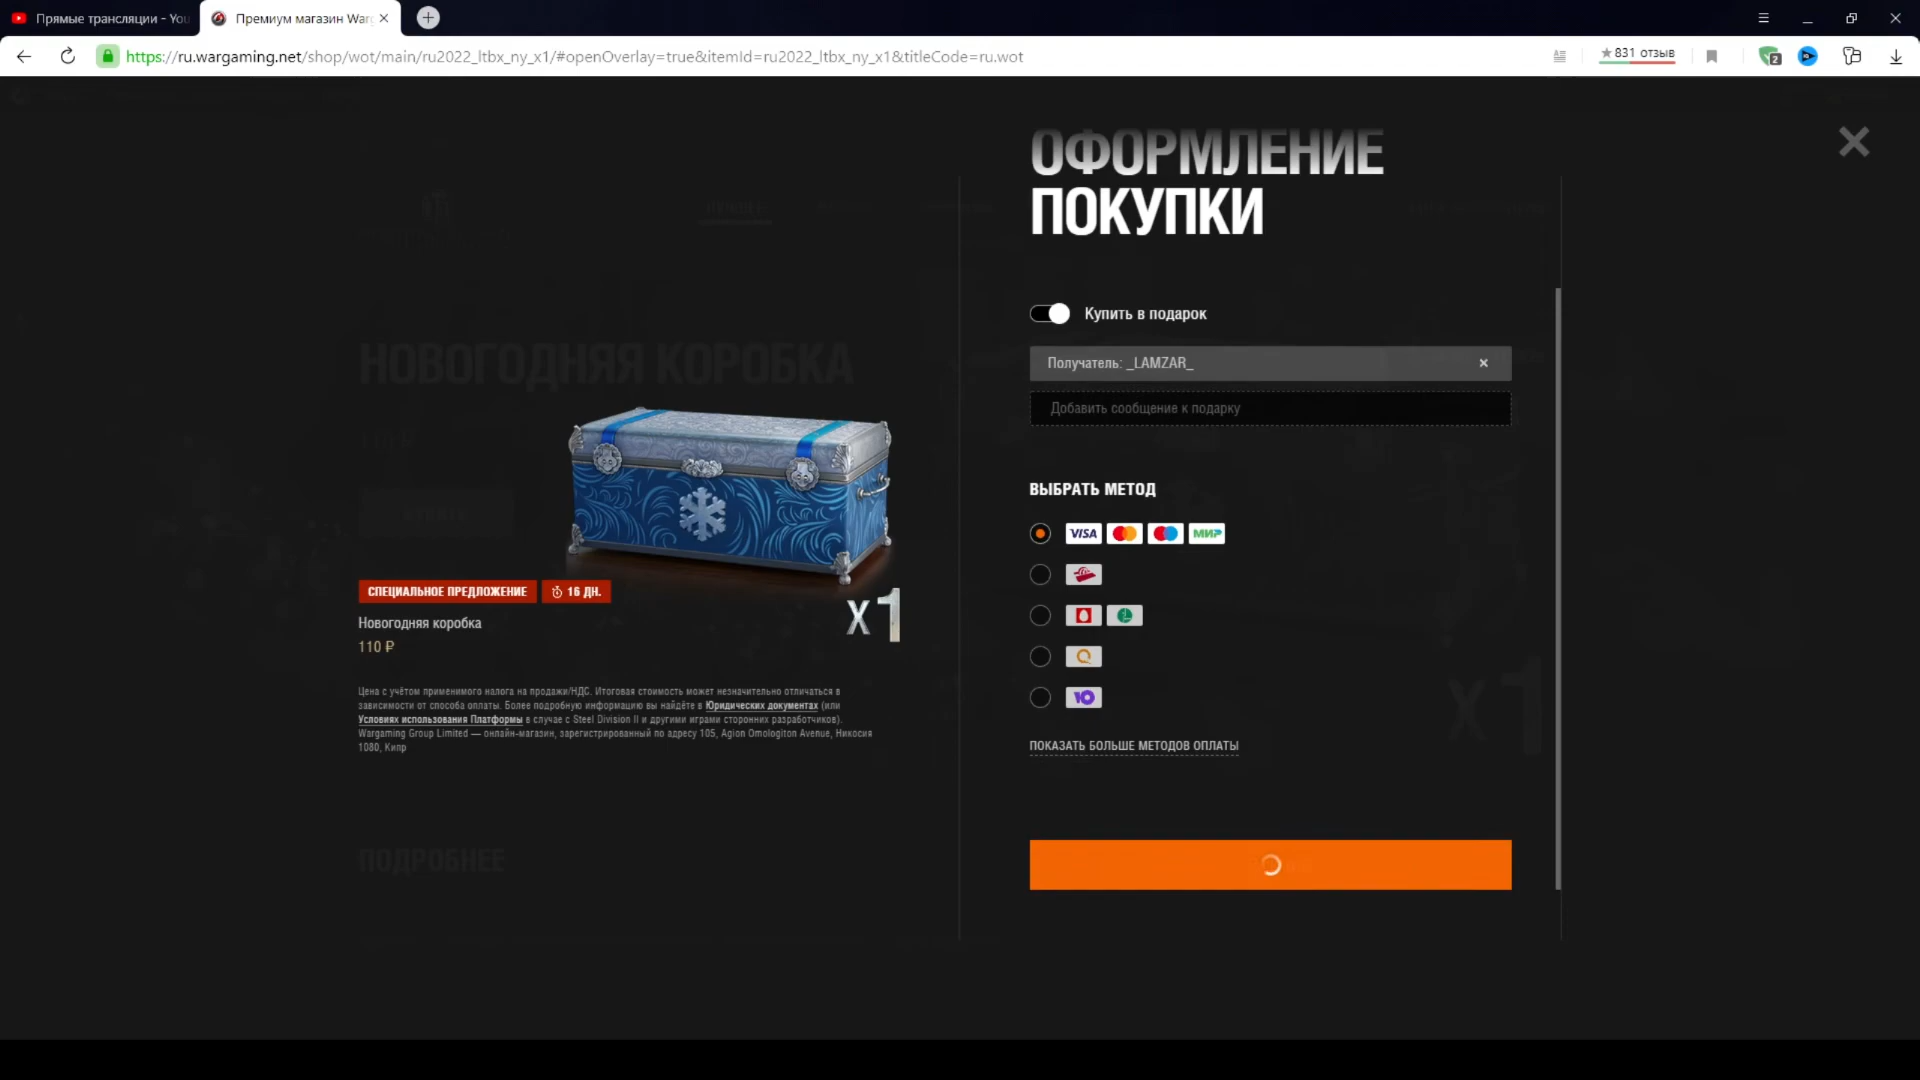 Прямые трансляции - You
Премиум магазин Warg
https://ru.wargaming.net/shop/wot/main/ru2022_ltbx_ny_x1/#openOverlay=true&itemId=ru2022_ltbx_ny_x1&titleCode=ru.wot
★831 отзыв
2
ОФОРМЛЕНИЕ
ПОКУПКИ
Купить в подарок
Получатель: _LAMZAR_
Добавить сообщение к подарку
ВЫБРАТЬ МЕТОД
VISA
МИР
ПОКАЗАТЬ БОЛЬШЕ МЕТОДОВ ОПЛАТЫ
НОВОГОДНЯЯ КОРОБКА
x1
СПЕЦИАЛЬНОЕ ПРЕДЛОЖЕНИЕ
16 ДН.
Новогодняя коробка
110 ₽
Цена с учётом применимого налога на продажи/НДС. Итоговая стоимость может незначительно отличаться в
зависимости от способа оплаты. Более подробную информацию вы найдёте в Юридических документах (или
Условиях использования Платформы в случае с Steel Division II и другими играми сторонних разработчиков).
Wargaming Group Limited — онлайн-магазин, зарегистрированный по адресу 105, Agion Omologiton Avenue, Никосия
1080, Кипр
x1
ПОДРОБНЕЕ